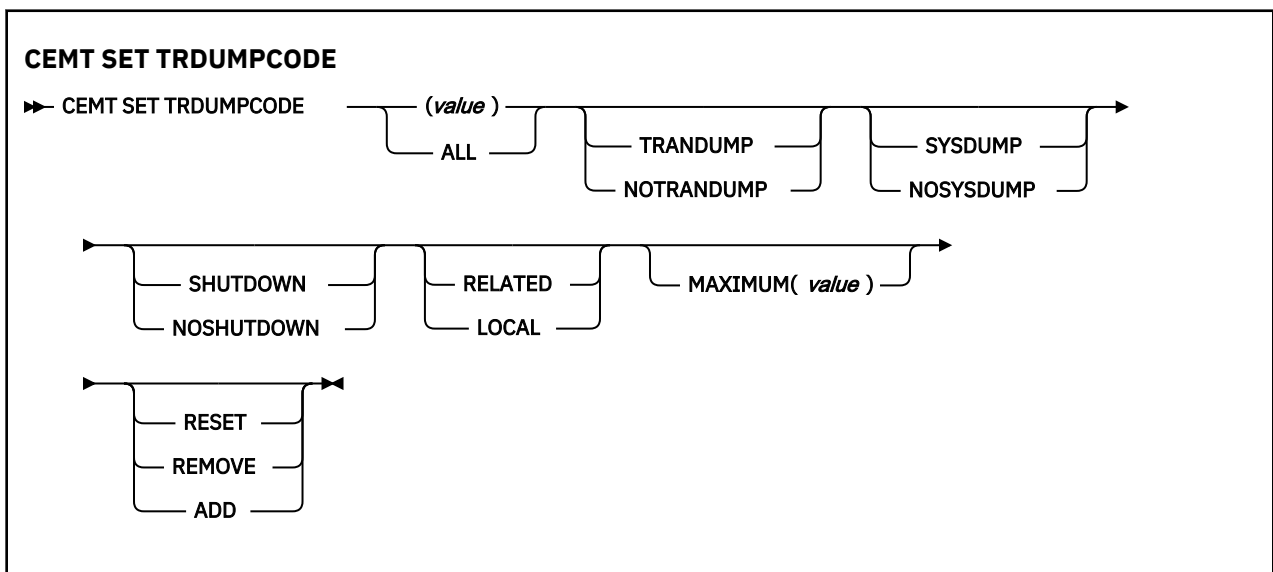 CEMT SET TRDUMPCODE
CEMT SET TRDUMPCODE (value) TRANDUMP SYSDUMP
ALL NOTRANDUMP NOSYSDUMP
SHUTDOWN RELATED MAXIMUM( value )
NOSHUTDOWN LOCAL
RESET
REMOVE
ADD